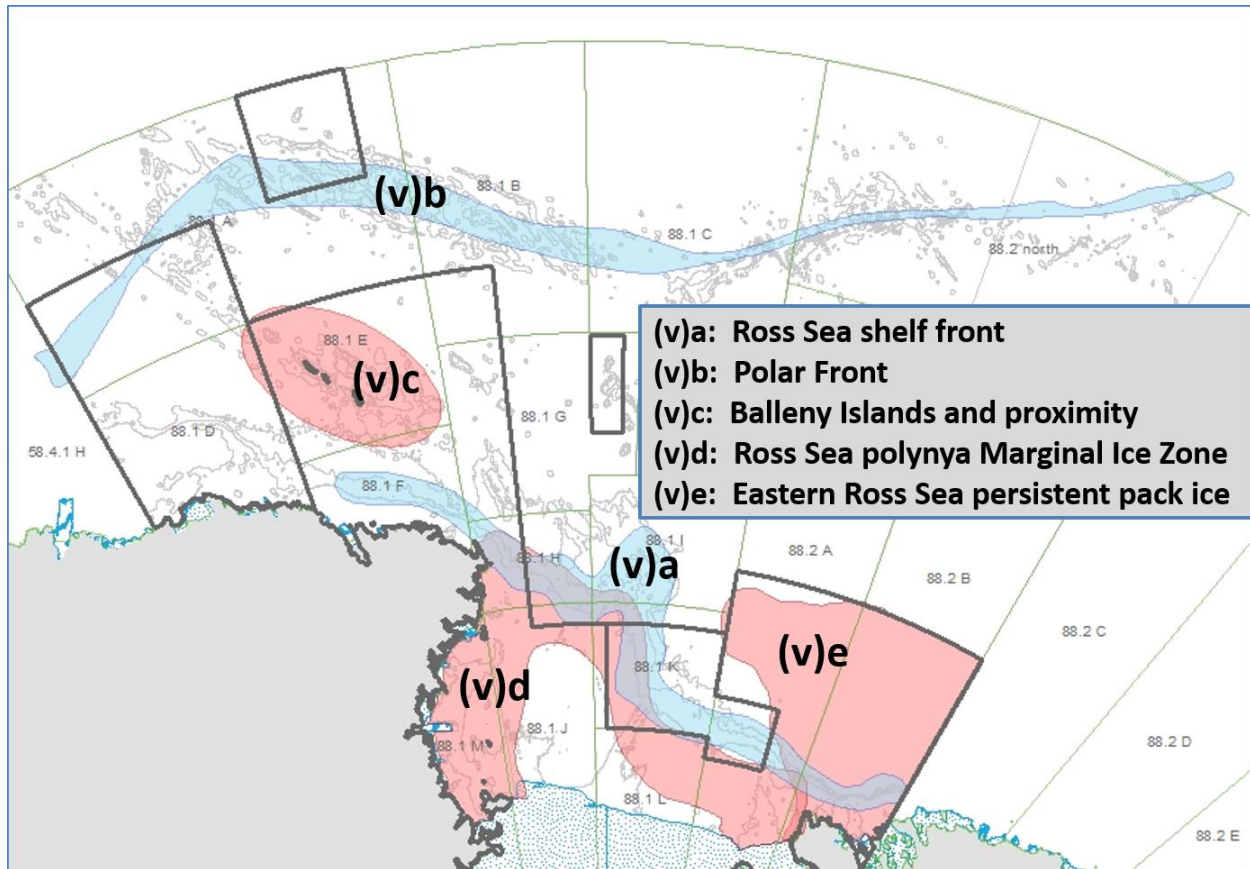 88.1 B
(v)b
88.1 A
88.1 C
88.2 north
(v)a: Ross Sea shelf front
(v)b: Polar Front
(v)c: Balleny Islands and proximity
(v)d: Ross Sea polynya Marginal Ice Zone
(v)e: Eastern Ross Sea persistent pack ice
88.1 E
(v)c
88.1 G
88.1 D
58.4.1 H
88.1 F
88.1 H
88.1 I
(v)a
88.2 A
88.2 B
88.2 C
(v)e
88.1 K
(v)d
88.1 J
88.1 M
88.2 D
88.1 L
88.2 E